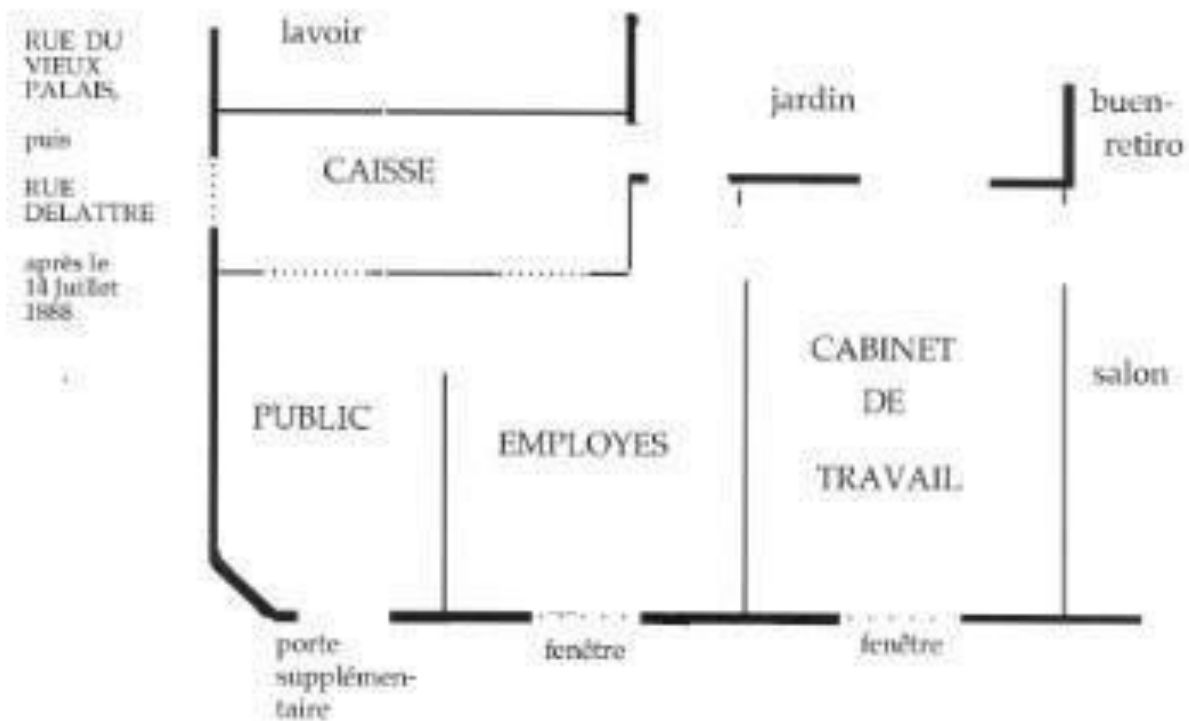 RUE DU
VIEUX
PALAIS,
puis
RUE
DELATTRE
après le
14 Juillet
1888
lavoir
CAISSE
jardin
buen-
retiro
PUBLIC
EMPLOYES
CABINET
DE
TRAVAIL
salon
porte
supplémen-
taire
fenêtre
fenêtre